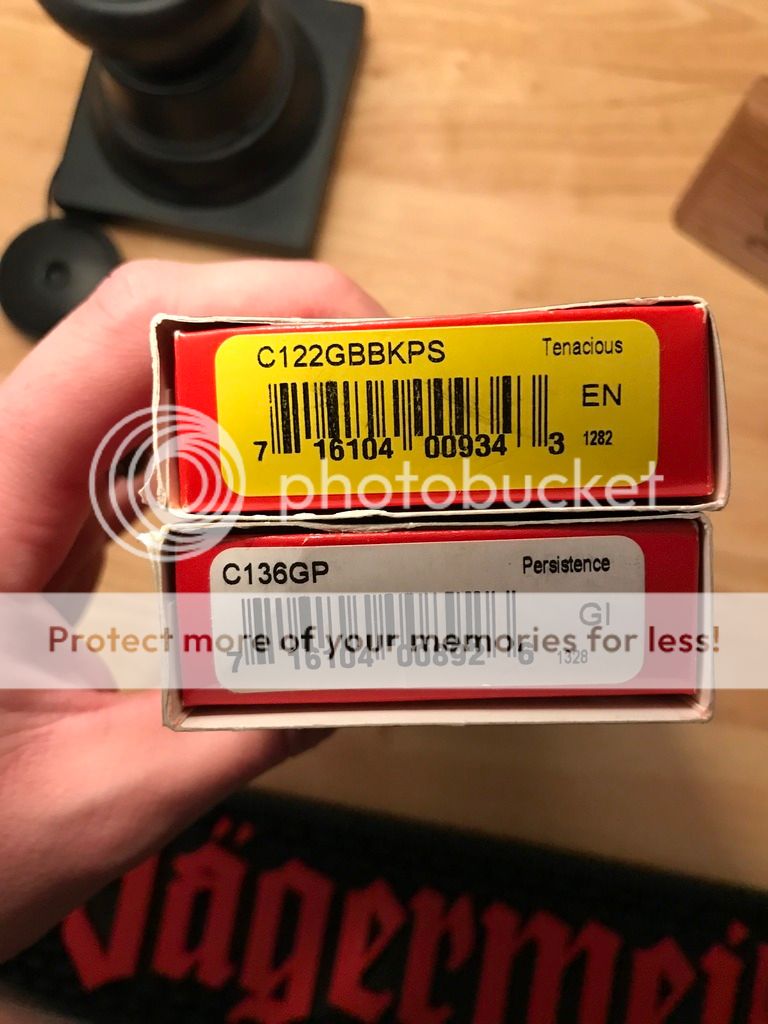 C122GBBKPS Tenacious
EN
7 16104 00934 3 1282
photobucket
C136GP Persistence
GI
Protect more of your memories for less!
7 16104 00892 6 1328
Jägermei